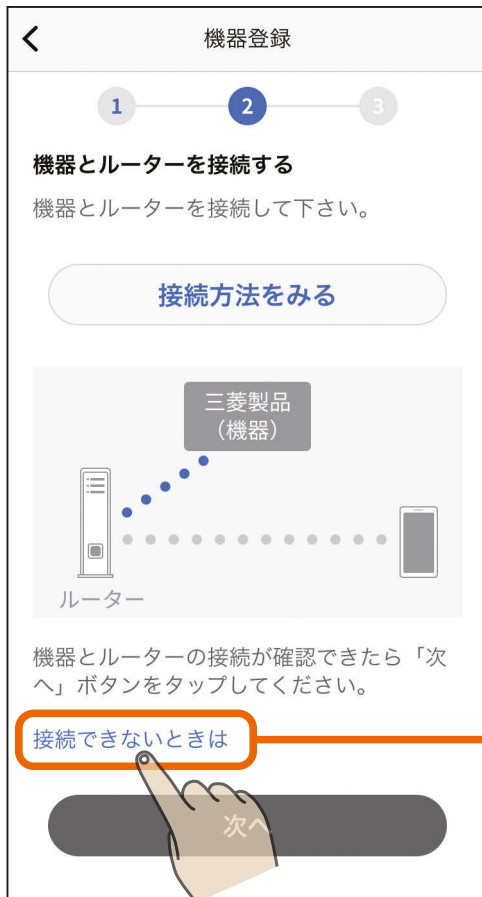 機器登録
1 2 3
機器とルーターを接続する
機器とルーターを接続して下さい。
接続方法をみる
三菱製品
（機器）
ルーター
機器とルーターの接続が確認できたら「次
へ」ボタンをタップしてください。
接続できないときは
次へ